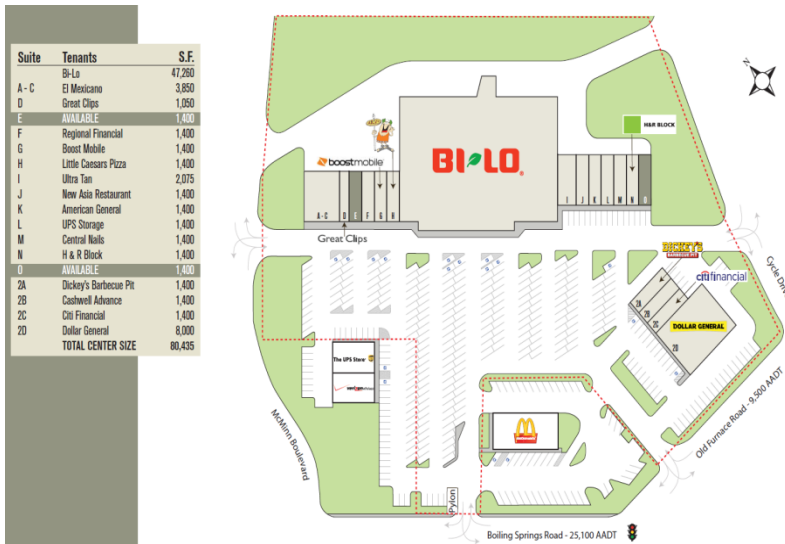 Suite Tenants S.F.
Bi-Lo 47,260
A - C El Mexicano 3,850
D Great Clips 1,050
E AVAILABLE 1,400
F Regional Financial 1,400
G Boost Mobile 1,400
H Little Caesars Pizza 1,400
I Ultra Tan 2,075
J New Asia Restaurant 1,400
K American General 1,400
L UPS Storage 1,400
M Central Nails 1,400
N H & R Block 1,400
O AVAILABLE 1,400
2A Dickey's Barbecue Pit 1,400
2B Cashwell Advance 1,400
2C Citi Financial 1,400
2D Dollar General 8,000
TOTAL CENTER SIZE 80,435
N
H&R BLOCK
boostmobile
BI-LO
A-C D E F G H
I J K L M N O
Great Clips
DICKEY'S
BARBECUE PIT
citifinancial
Cycle Drive
2A
2B
2C
2D
DOLLAR GENERAL
The UPS Store
McMinn Boulevard
Old Furnace Road - 9,500 AADT
Pylon
Boiling Springs Road - 25,100 AADT